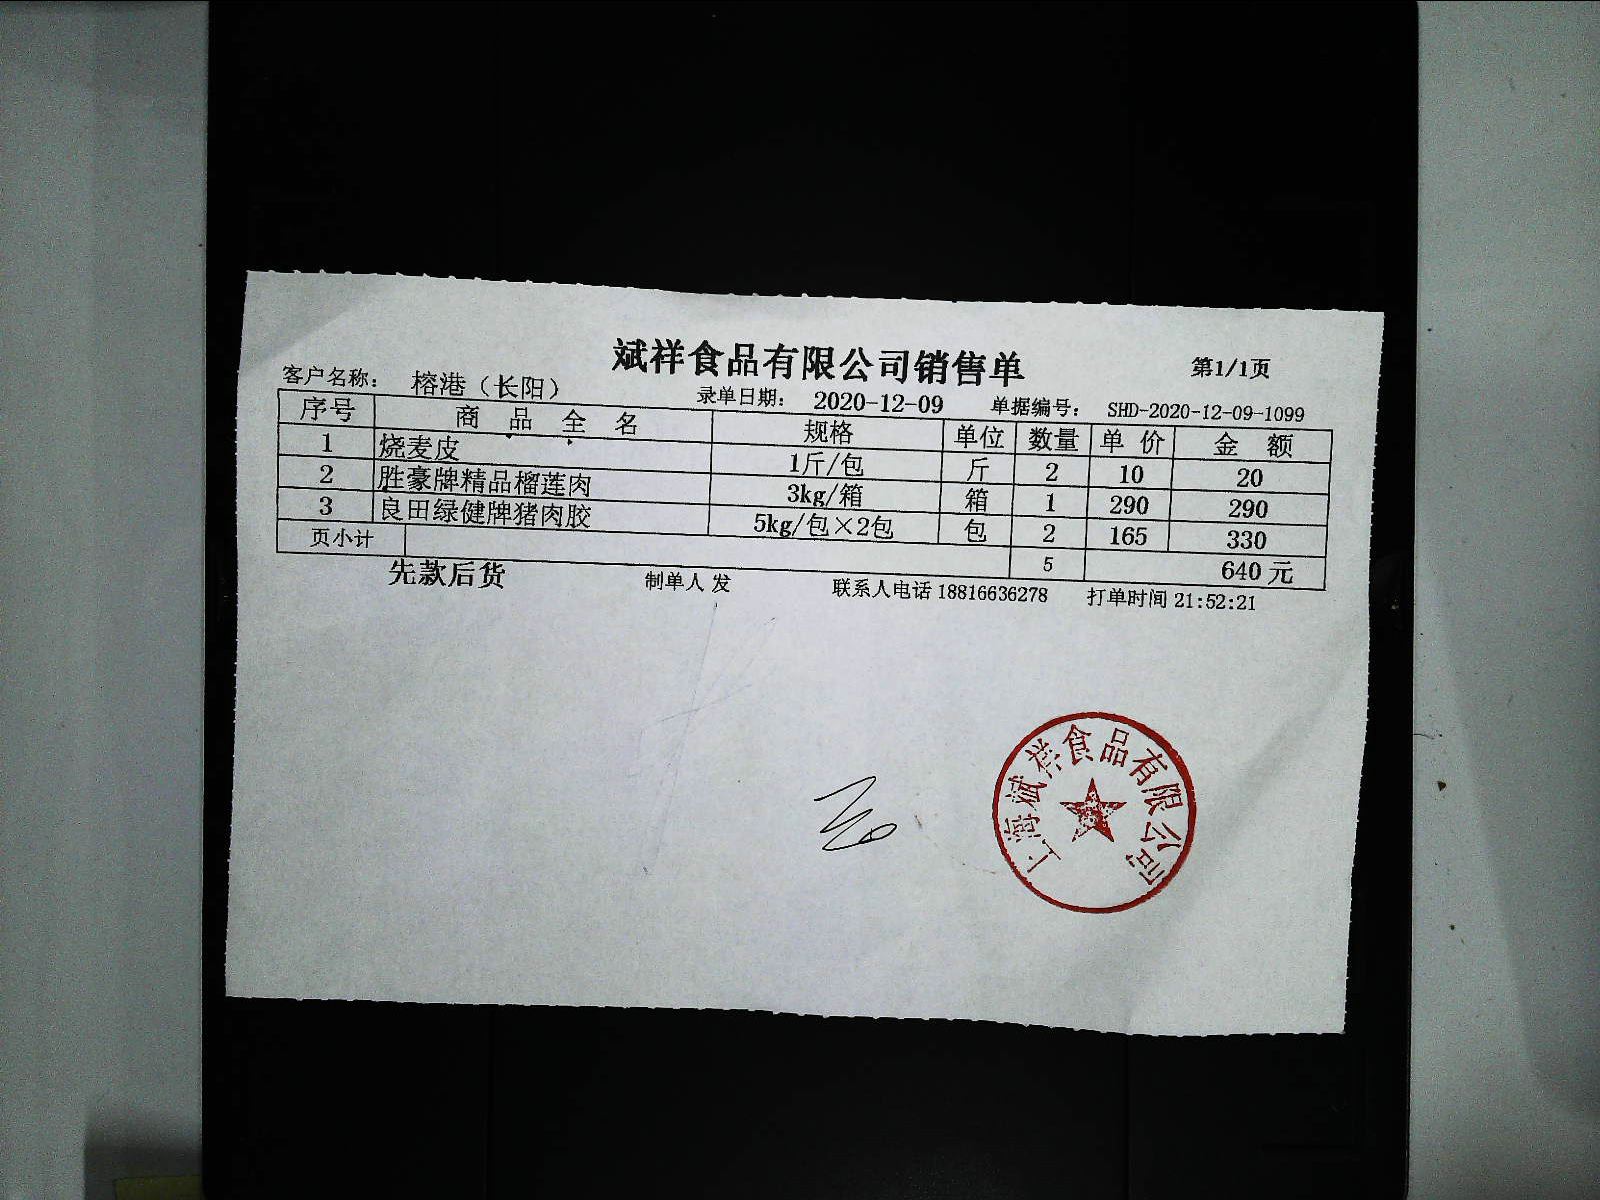 斌祥食品有限公司销售单
第1/1页
客户名称： 榕港（长阳） 录单日期： 2020-12-09 单据编号： SHD-2020-12-09-1099
序号 商品全名 规格 单位 数量 单价 金额
1 烧麦皮 1斤/包 斤 2 10 20
2 胜豪牌精品榴莲肉 3kg/箱 箱 1 290 290
3 良田绿健牌猪肉胶 5kg/包×2包 包 2 165 330
页小计 5 640 元
先款后货 制单人 发 联系人电话 18816636278 打单时间 21:52:21
上海斌祥食品有限公司